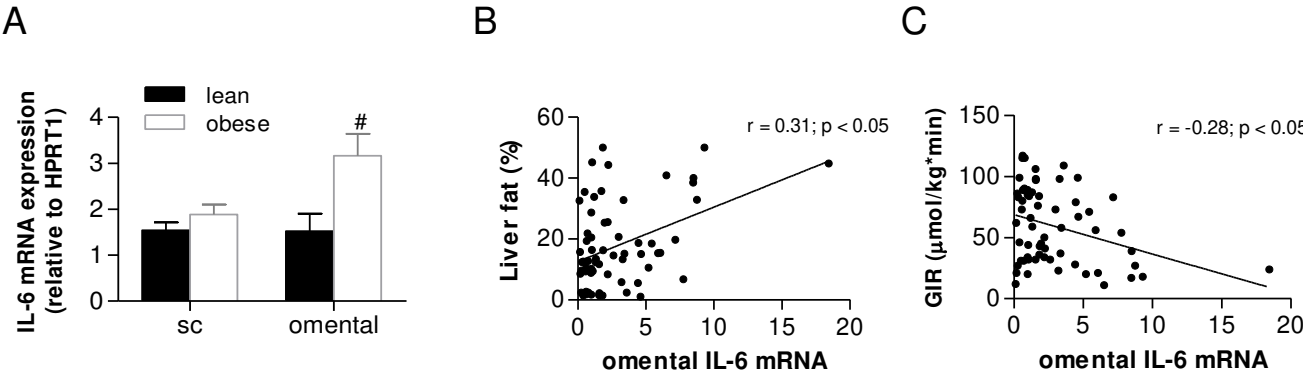 A
IL-6 mRNA expression
(relative to HPRT1)
lean
obese
#
4
3
2
1
0
sc
omental
B
Liver fat (%)
r = 0.31; p < 0.05
60
40
20
0
0
5
10
15
20
omental IL-6 mRNA
C
GIR (μmol/kg*min)
r = -0.28; p < 0.05
150
100
50
0
0
5
10
15
20
omental IL-6 mRNA